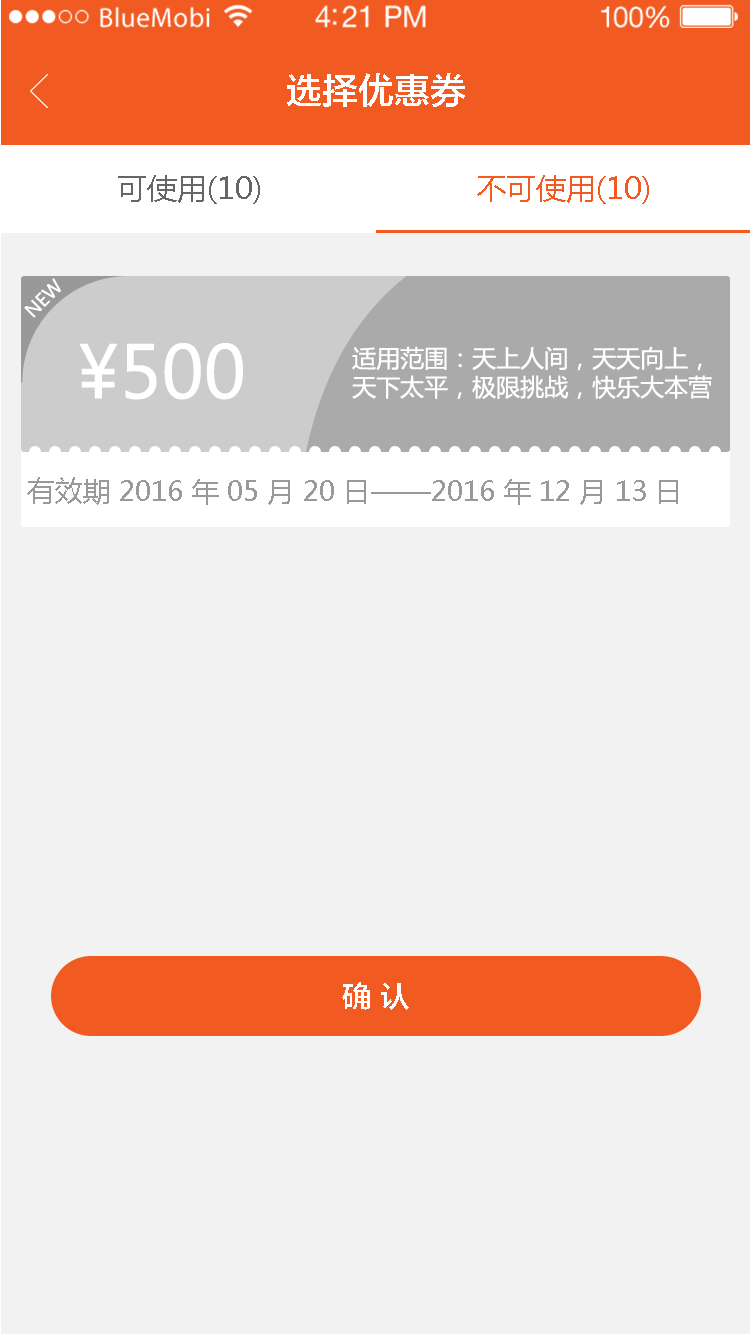 BlueMobi 4:21 PM 100%
选择优惠券
可使用(10) 不可使用(10)
NEW
¥500
适用范围：天上人间，天天向上，
天下太平，极限挑战，快乐大本营
有效期 2016 年 05 月 20 日——2016 年 12 月 13 日
确 认